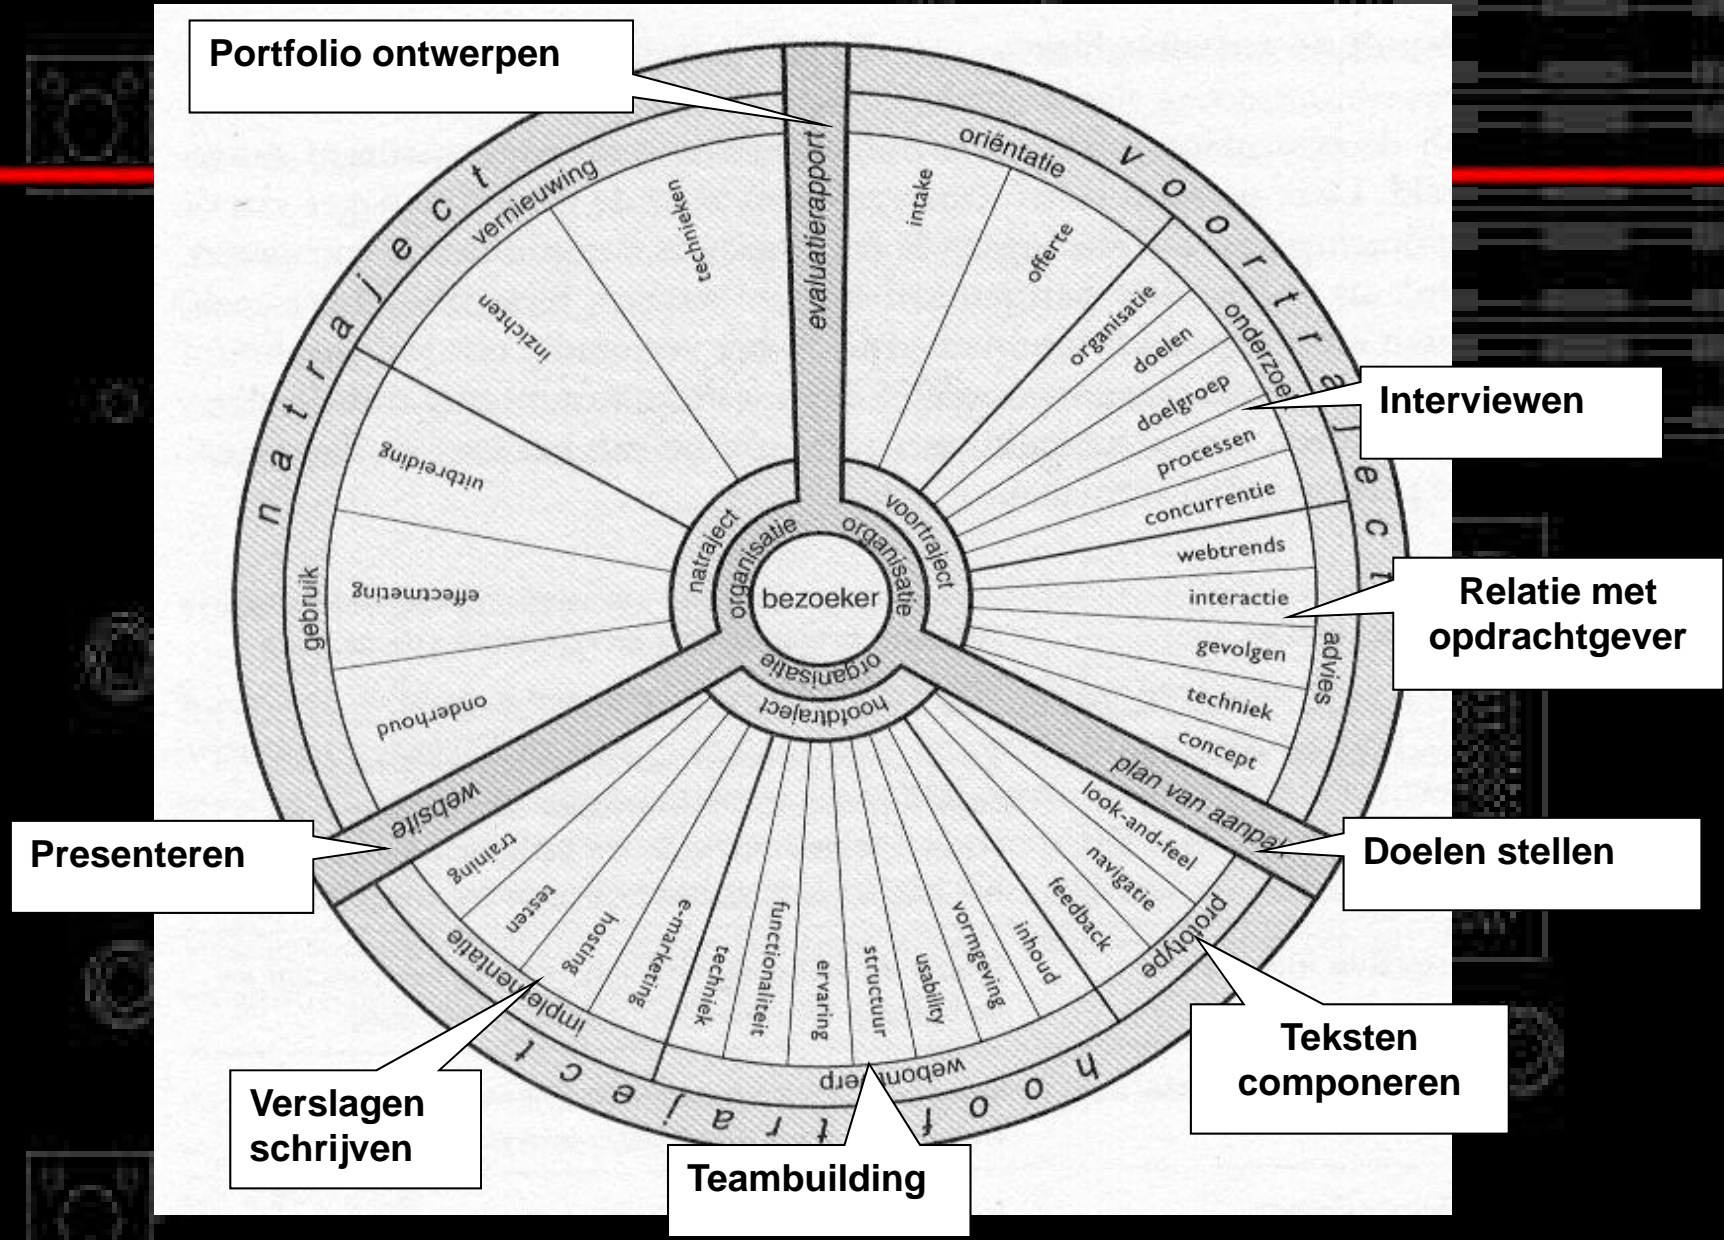 Portfolio ontwerpen
evaluatierapport
voortraject
oriëntatie
intake
offerte
organisatie
doelen
doelgroep
processen
concurrentie
Interviewen
webtrends
interactie
gevolgen
techniek
concept
advies
Relatie met
opdrachtgever
plan van aanpak
Doelen stellen
look-and-feel
navigatie
feedback
prototype
Teksten
componeren
hoofdtraject
inhoud
vormgeving
usability
structuur
ervaring
functionaliteit
techniek
Teambuilding
e-marketing
hosting
testen
training
implementatie
Verslagen
schrijven
website
Presenteren
natraject
gebruik
onderhoud
effectmeting
uitbreiding
vernieuwing
inzichten
technieken
natraject
voortraject
hoofdtraject
organisatie
organisatie
organisatie
bezoeker